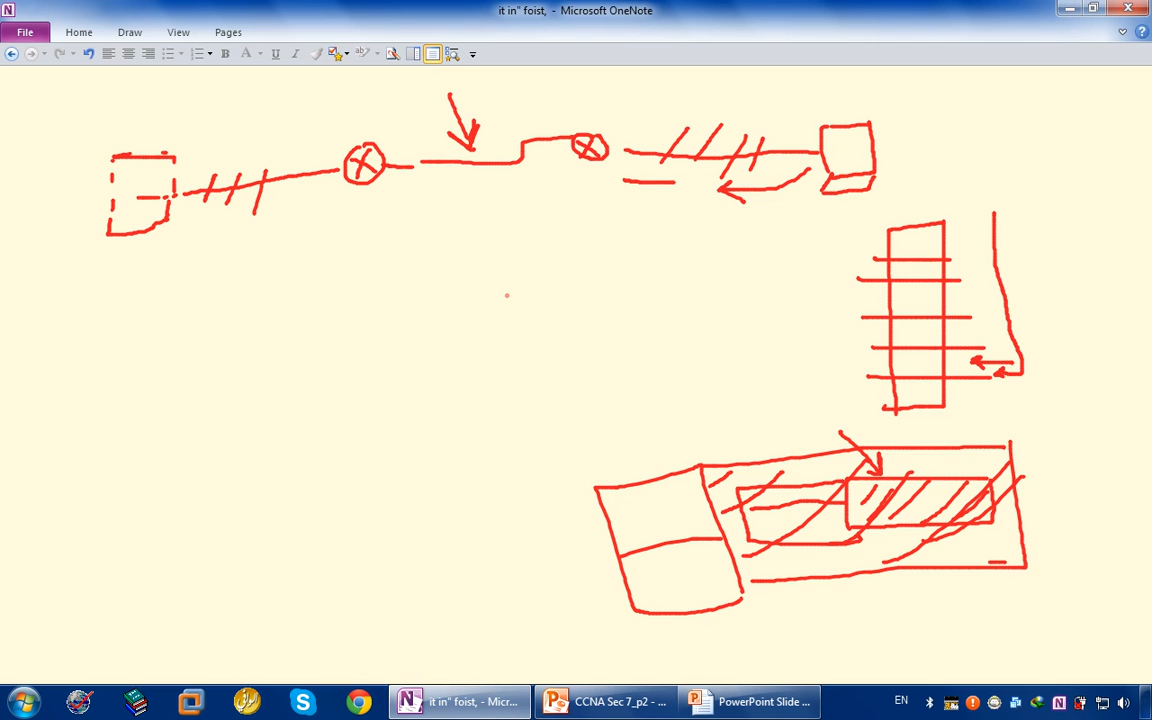 it in" foist, - Microsoft OneNote
File Home Draw View Pages
it in" foist, - Micr... CCNA Sec 7_p2 - ... PowerPoint Slide ... EN